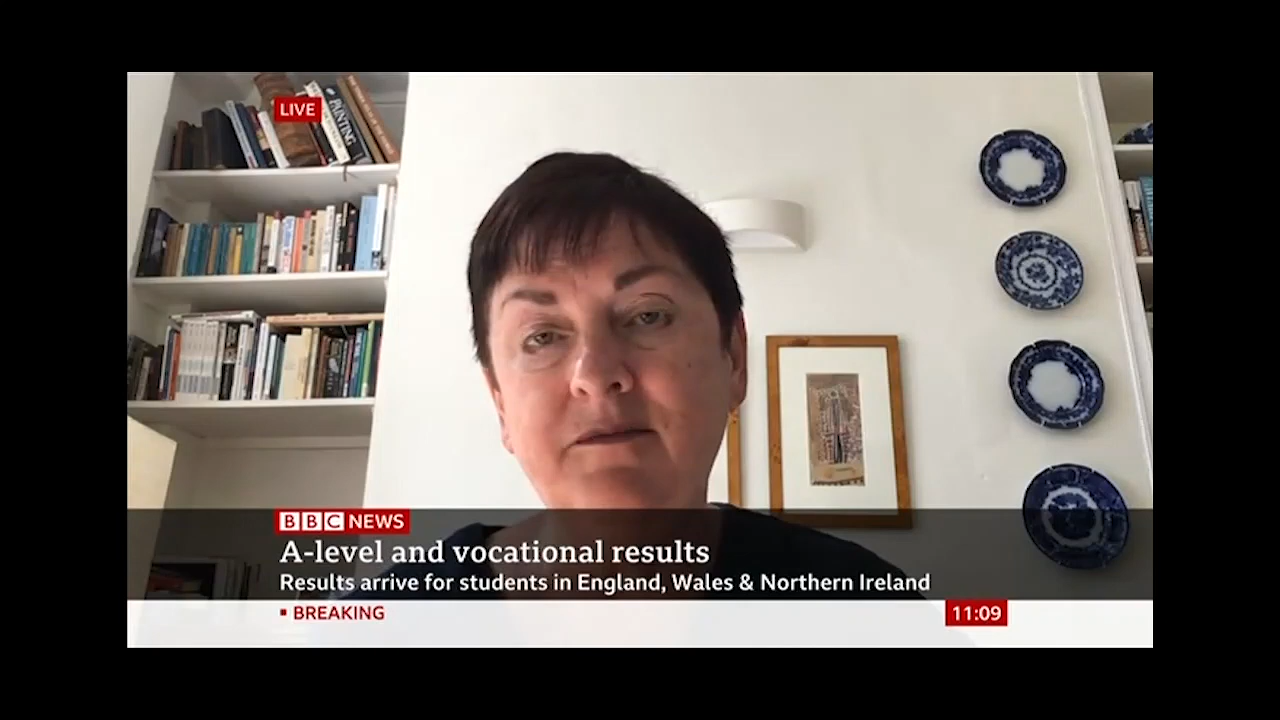 LIVE
PAINTING
BBC NEWS
A-level and vocational results
Results arrive for students in England, Wales & Northern Ireland
▪ BREAKING
11:09